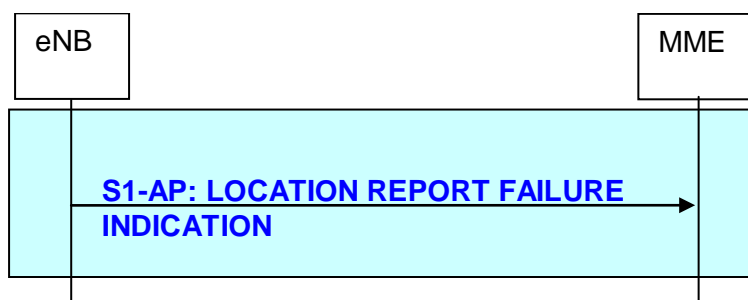 eNB
MME
S1-AP: LOCATION REPORT FAILURE
INDICATION